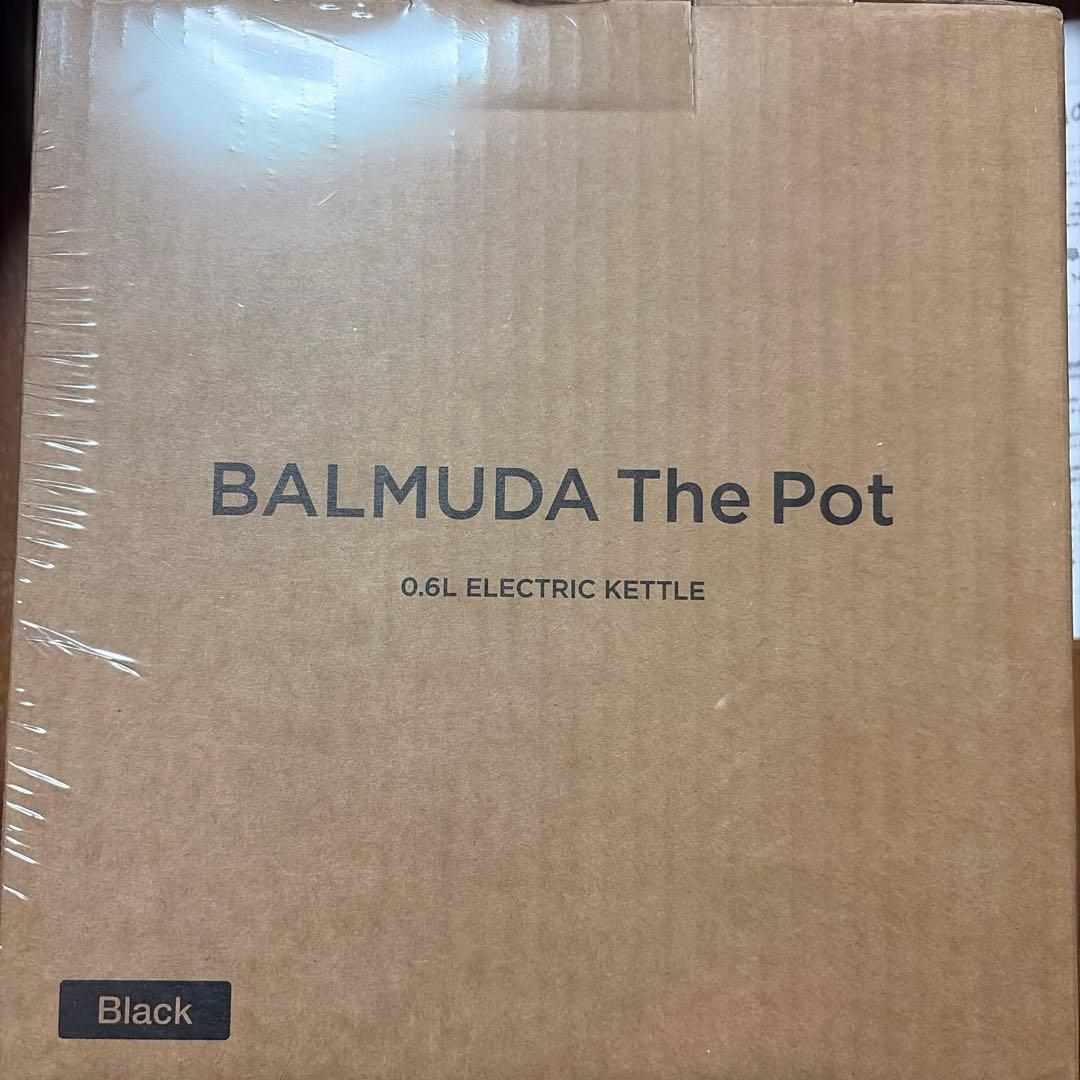 BALMUDA The Pot
0.6L ELECTRIC KETTLE
Black